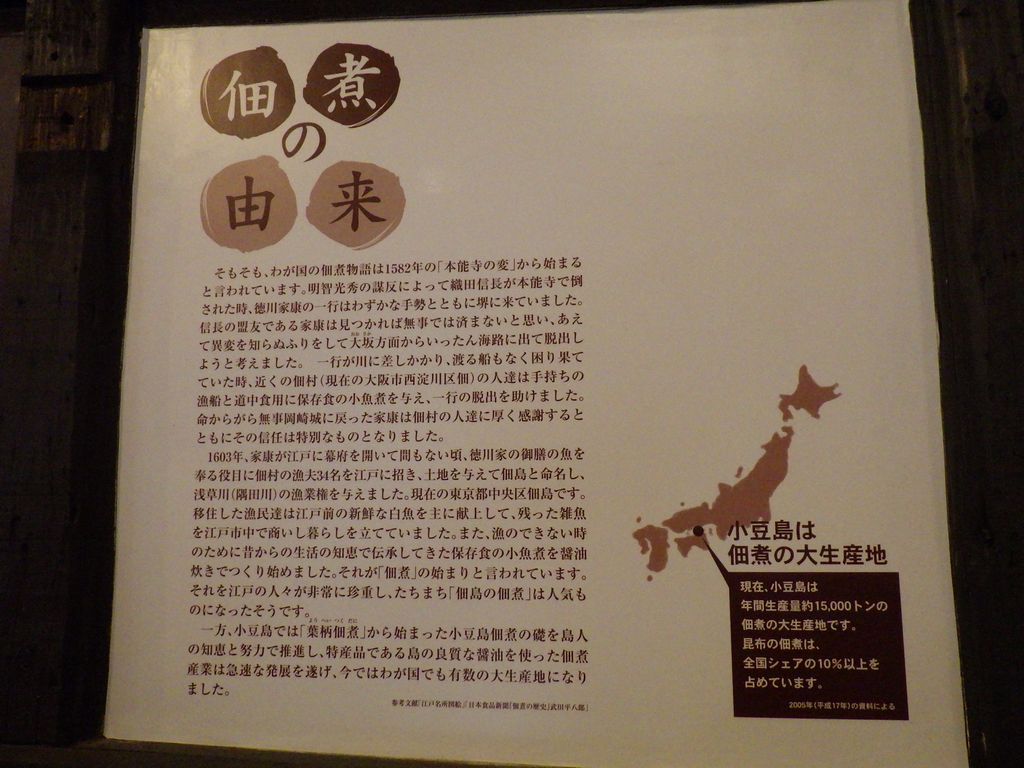 佃煮
の
由来
そもそも、わが国の佃煮物語は1582年の「本能寺の変」から始まる
と言われています。明智光秀の謀反によって織田信長が本能寺で倒
された時、徳川家康の一行はわずかな手勢とともに堺に来ていました。
信長の盟友である家康は見つかれば無事では済まないと思い、あえ
て異変を知らぬふりをして大坂方面からいったん海路に出て脱出し
ようと考えました。 一行が川に差しかかり、渡る船もなく困り果て
ていた時、近くの佃村(現在の大阪市西淀川区佃)の人達は手持ちの
漁船と道中食用に保存食の小魚煮を与え、一行の脱出を助けました。
命からがら無事岡崎城に戻った家康は佃村の人達に厚く感謝すると
ともにその信任は特別なものとなりました。
1603年、家康が江戸に幕府を開いて間もない頃、徳川家の御膳の魚を
奉る役目に佃村の漁夫34名を江戸に招き、土地を与えて佃島と命名し、
浅草川(隅田川)の漁業権を与えました。現在の東京都中央区佃島です。
移住した漁民達は江戸前の新鮮な白魚を主に献上して、残った雑魚
を江戸市中で商いし暮らしを立てていました。また、漁のできない時
のために昔からの生活の知恵で伝承してきた保存食の小魚煮を醤油
炊きでつくり始めました。それが「佃煮」の始まりと言われています。
それを江戸の人々が非常に珍重し、たちまち「佃島の佃煮」は人気も
のになったそうです。
一方、小豆島では「葉柄佃煮」から始まった小豆島佃煮の礎を島人
の知恵と努力で推進し、特産品である島の良質な醤油を使った佃煮
産業は急速な発展を遂げ、今ではわが国でも有数の大生産地になり
ました。
参考文献「江戸名所図絵」「日本食品新聞「佃煮の歴史」武田平八郎」
小豆島は
佃煮の大生産地
現在、小豆島は
年間生産量約15,000トンの
佃煮の大生産地です。
昆布の佃煮は、
全国シェアの10%以上を
占めています。
2005年(平成17年)の資料による